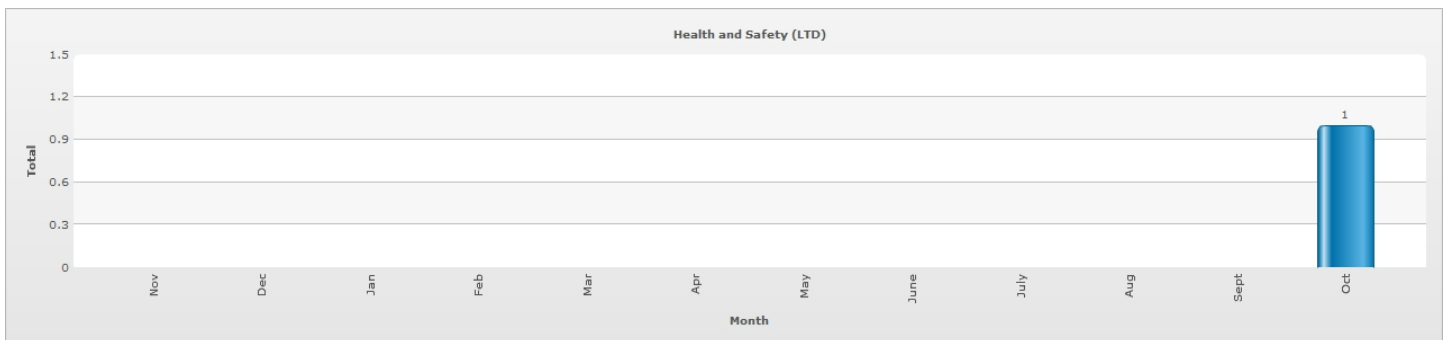 Health and Safety (LTD)
1.5
1.2
0.9
0.6
0.3
0
Total
1
Nov
Dec
Jan
Feb
Mar
Apr
May
June
July
Aug
Sept
Oct
Month